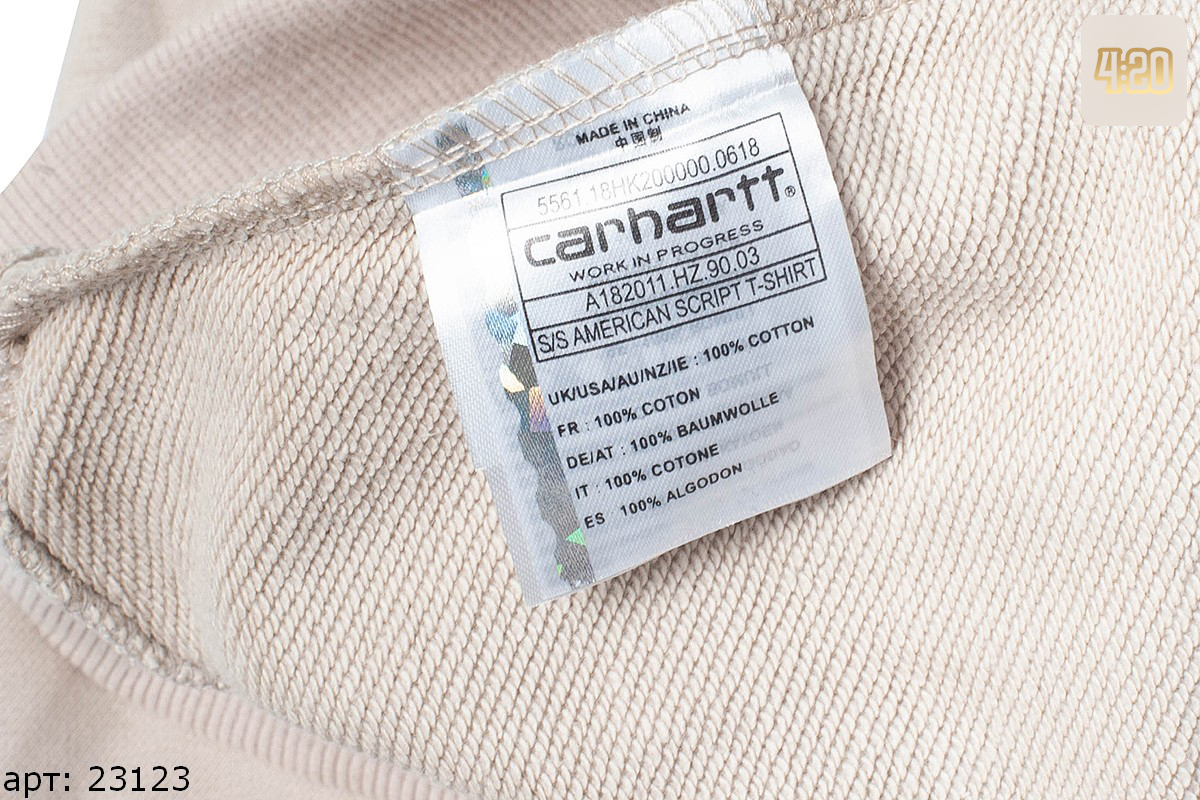 4:20
MADE IN CHINA
中国制
5561.18HK200000.0618
carhartt®
WORK IN PROGRESS
A182011.HZ.90.03
S/S AMERICAN SCRIPT T-SHIRT
UK/USA/AU/NZ/IE : 100% COTTON
FR : 100% COTON
DE/AT : 100% BAUMWOLLE
IT : 100% COTONE
ES 100% ALGODON
арт: 23123